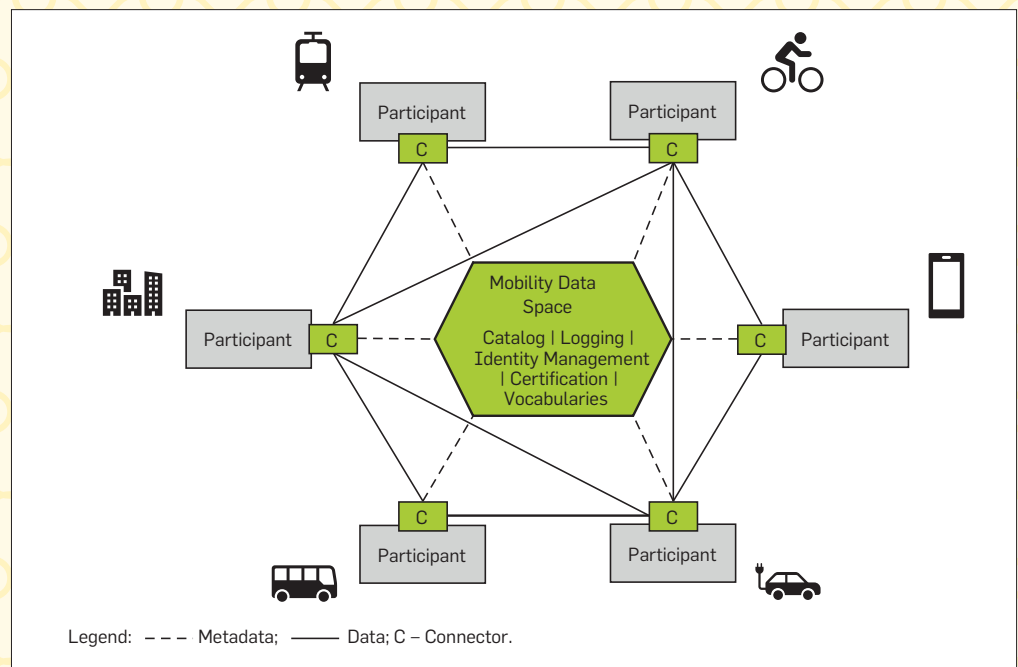 Participant
Participant
C
C
Mobility Data
Space
Catalog | Logging |
Identity Management
| Certification |
Vocabularies
Participant
C
C
Participant
C
C
Participant
Participant
Legend: – – – Metadata; —— Data; C – Connector.